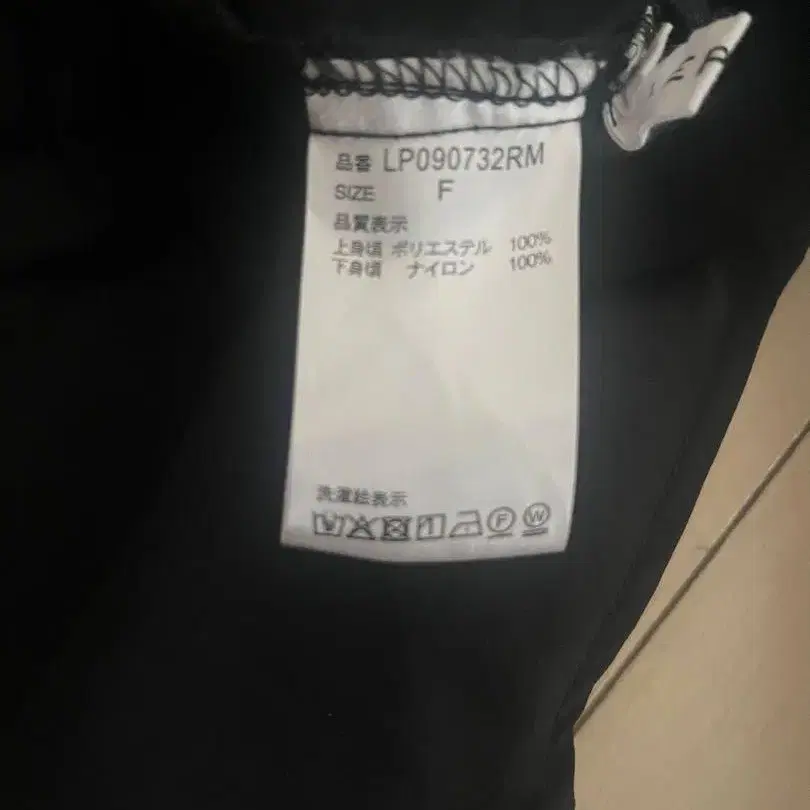 品番 LP090732RM
SIZE F
品質表示
上身頃 ポリエステル 100%
下身頃 ナイロン 100%
洗濯絵表示
F W